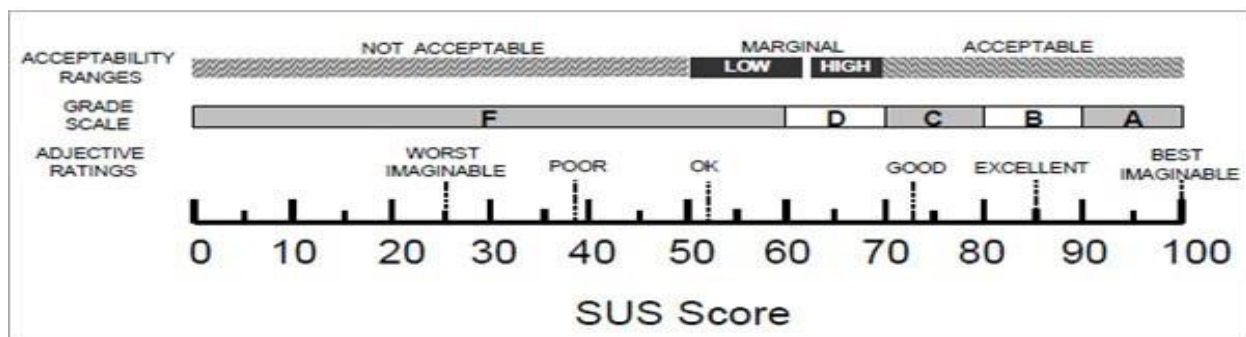 NOT ACCEPTABLE MARGINAL ACCEPTABLE
ACCEPTABILITY RANGES LOW HIGH
GRADE SCALE F D C B A
ADJECTIVE RATINGS WORST IMAGINABLE POOR OK GOOD EXCELLENT BEST IMAGINABLE
0 10 20 30 40 50 60 70 80 90 100
SUS Score